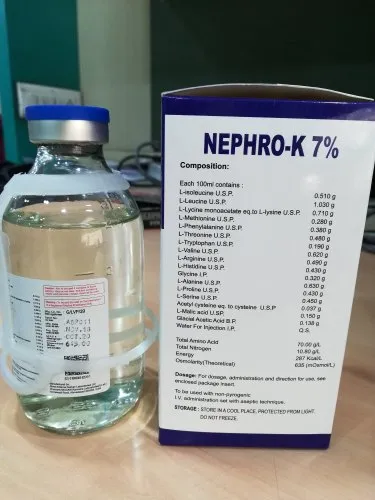 NEPHRO-K 7%
Composition:
Each 100ml contains :
L-isoleucine U.S.P. 0.510 g
L-Leucine U.S.P. 1.030 g
L-Lycine monoacetate eq.to L-lysine U.S.P. 0.710 g
L-Methionine U.S.P. 0.280 g
L-Phenylalanine U.S.P. 0.380 g
L-Threonine U.S.P. 0.480 g
L-Tryptophan U.S.P. 0.190 g
L-Valine U.S.P. 0.620 g
L-Arginine U.S.P. 0.490 g
L-Hatidine U.S.P. 0.430 g
Glycine I.P. 0.320 g
L-Alanine U.S.P. 0.630 g
L-Proline U.S.P. 0.430 g
L-Serine U.S.P. 0.450 g
Acetyl cysteine eq. to cysteine U.S.P 0.037 g
L-Malic acid U.SP. 0.150 g
Glacial Acetic Acid B.P. 0.138 g
Water For Injection I.P. Q.S.
Total Amino Acid 70.00 g/L
Total Nitrogen 10.80 g/L
Energy 287 Kcal/L
Osmolarity(Theoretical) 635 (mOsmol/L)
Dosage: For dosage, administration and direction for use, see
enclosed package insert.
To be used with non-pyrogenic
I.V. administration set with aseptic technique.
STORAGE : STORE IN A COOL PLACE, PROTECTED FROM LIGHT.
DO NOT FREEZE.
G/LVP/20